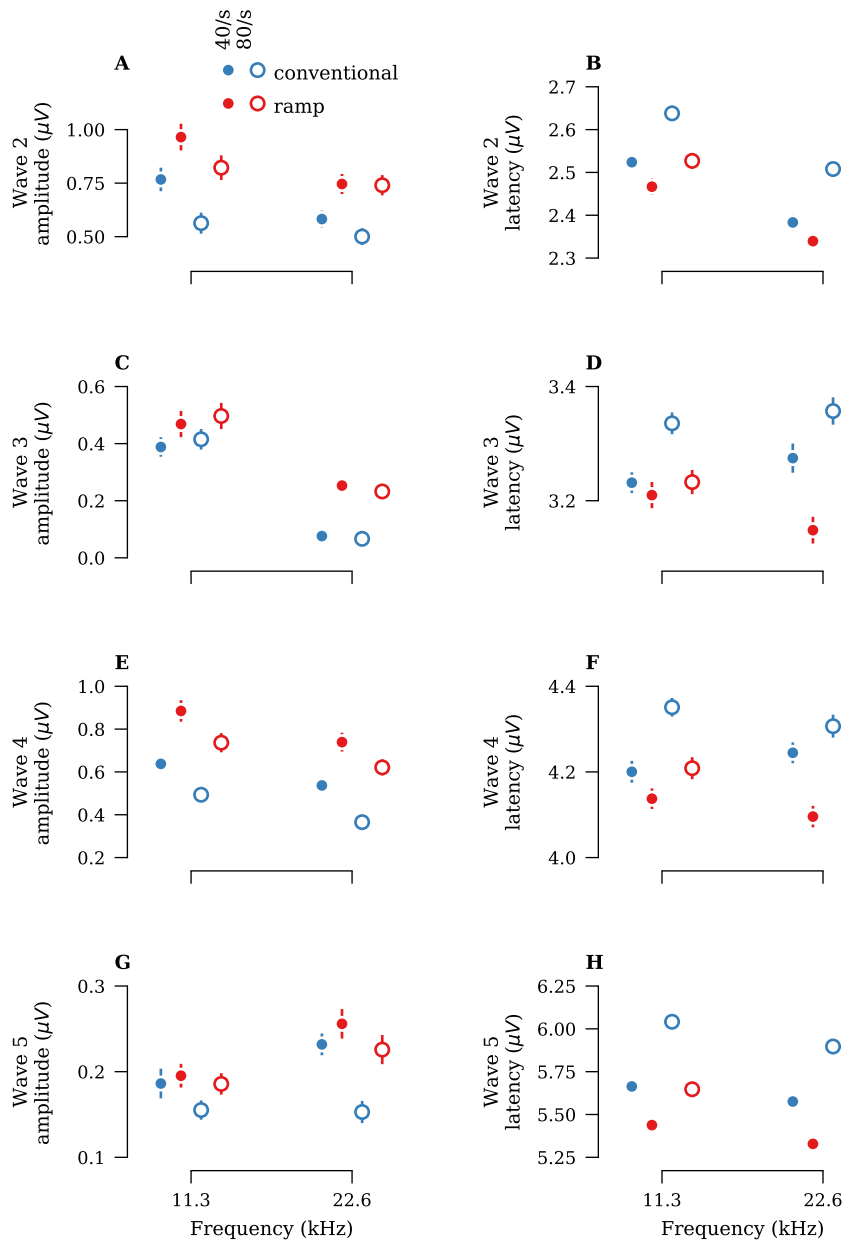 40/s
80/s
conventional
ramp
A
Wave 2
amplitude (μV)
1.00
0.75
0.50
B
Wave 2
latency (μV)
2.7
2.6
2.5
2.4
2.3
C
Wave 3
amplitude (μV)
0.6
0.4
0.2
0.0
D
Wave 3
latency (μV)
3.4
3.2
E
Wave 4
amplitude (μV)
1.0
0.8
0.6
0.4
0.2
F
Wave 4
latency (μV)
4.4
4.2
4.0
G
Wave 5
amplitude (μV)
0.3
0.2
0.1
11.3
22.6
Frequency (kHz)
H
Wave 5
latency (μV)
6.25
6.00
5.75
5.50
5.25
11.3
22.6
Frequency (kHz)